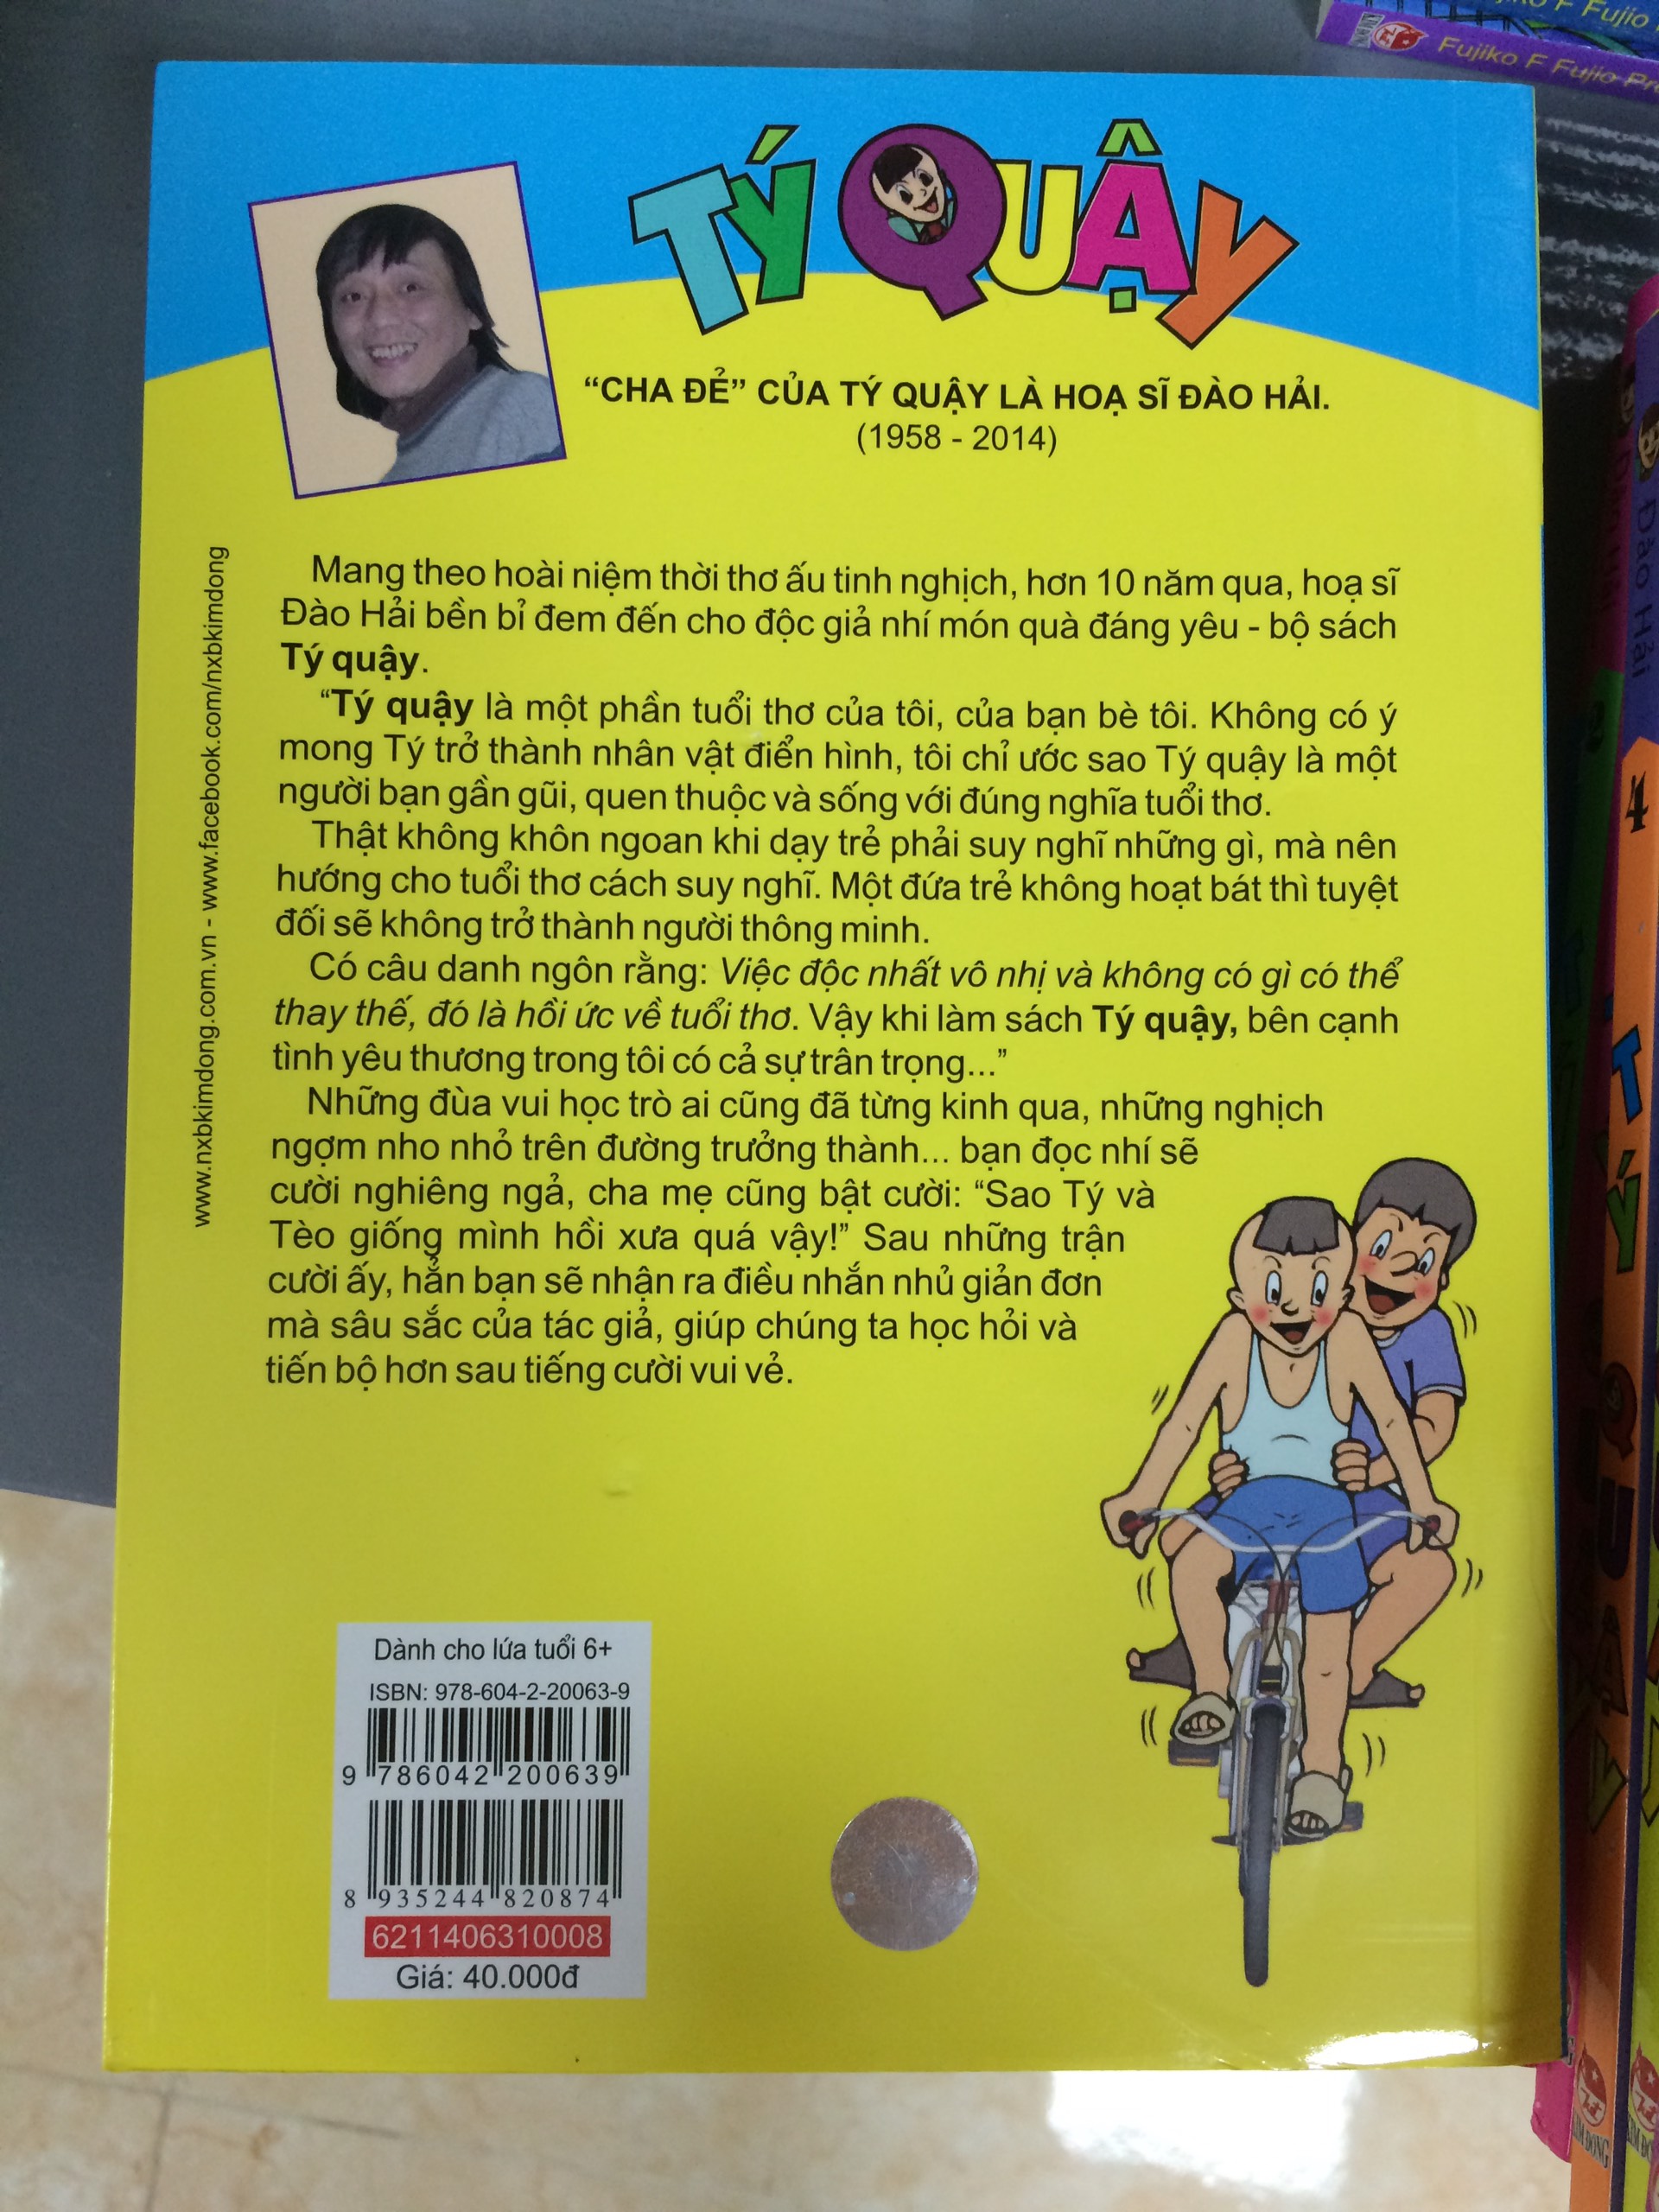 Fujiko F Fujio
TÝ QUẬY
“CHA ĐẺ” CỦA TÝ QUẬY LÀ HOẠ SĨ ĐÀO HẢI.
(1958 - 2014)
www.nxbkimdong.com.vn - www.facebook.com/nxbkimdong
Mang theo hoài niệm thời thơ ấu tinh nghịch, hơn 10 năm qua, hoạ sĩ
Đào Hải bền bỉ đem đến cho độc giả nhí món quà đáng yêu - bộ sách
Tý quậy.
“Tý quậy là một phần tuổi thơ của tôi, của bạn bè tôi. Không có ý
mong Tý trở thành nhân vật điển hình, tôi chỉ ước sao Tý quậy là một
người bạn gần gũi, quen thuộc và sống với đúng nghĩa tuổi thơ.
Thật không khôn ngoan khi dạy trẻ phải suy nghĩ những gì, mà nên
hướng cho tuổi thơ cách suy nghĩ. Một đứa trẻ không hoạt bát thì tuyệt
đối sẽ không trở thành người thông minh.
Có câu danh ngôn rằng: Việc độc nhất vô nhị và không có gì có thể
thay thế, đó là hồi ức về tuổi thơ. Vậy khi làm sách Tý quậy, bên cạnh
tình yêu thương trong tôi có cả sự trân trọng...”
Những đùa vui học trò ai cũng đã từng kinh qua, những nghịch
ngợm nho nhỏ trên đường trưởng thành... bạn đọc nhí sẽ
cười nghiêng ngả, cha mẹ cũng bật cười: “Sao Tý và
Tèo giống mình hồi xưa quá vậy!” Sau những trận
cười ấy, hẳn bạn sẽ nhận ra điều nhắn nhủ giản đơn
mà sâu sắc của tác giả, giúp chúng ta học hỏi và
tiến bộ hơn sau tiếng cười vui vẻ.
Dành cho lứa tuổi 6+
ISBN: 978-604-2-20063-9
9 786042 200639
8 935244 820874
6211406310008
Giá: 40.000đ
Đào Hải
4
TÝ QUẬY